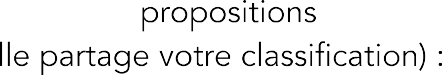 propositions
lle partage votre classification) :